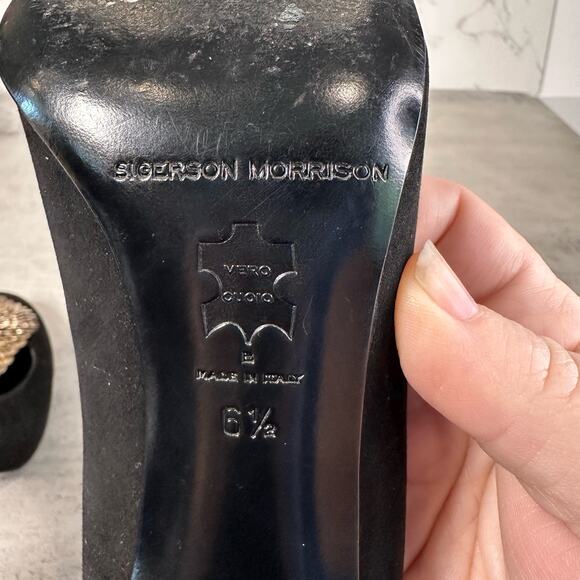 SIGERSON MORRISON
VERO
CUOIO
E
MADE IN ITALY
6½